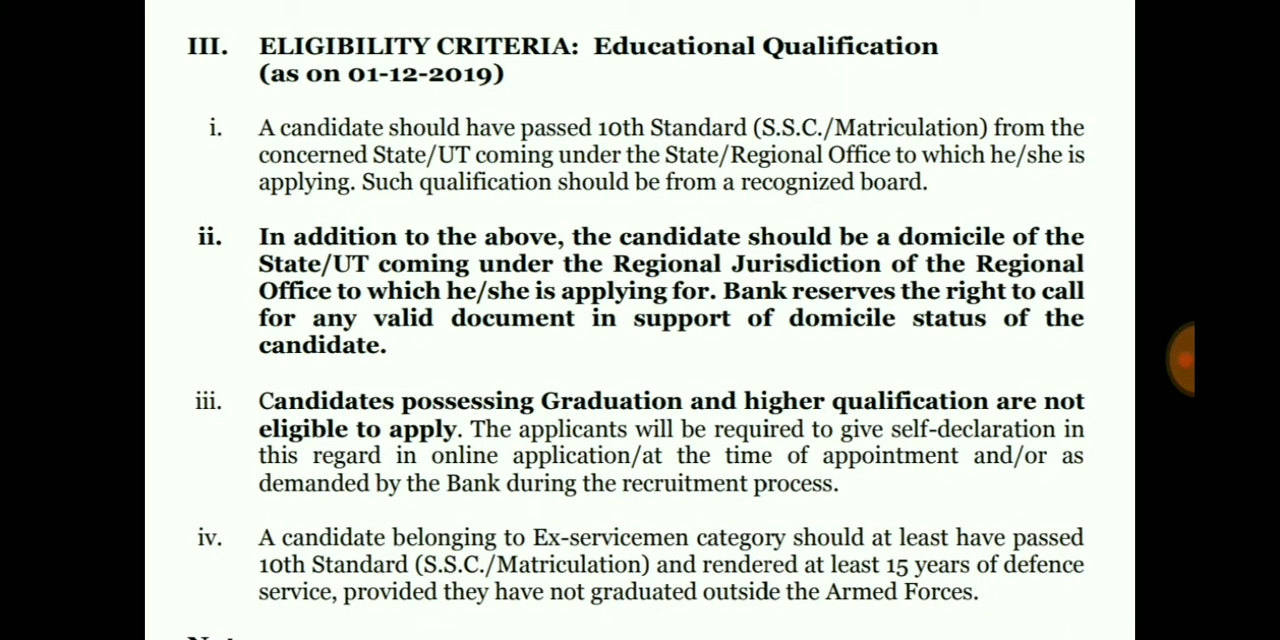 III. ELIGIBILITY CRITERIA: Educational Qualification
(as on 01-12-2019)
i. A candidate should have passed 10th Standard (S.S.C./Matriculation) from the
concerned State/UT coming under the State/Regional Office to which he/she is
applying. Such qualification should be from a recognized board.
ii. In addition to the above, the candidate should be a domicile of the
State/UT coming under the Regional Jurisdiction of the Regional
Office to which he/she is applying for. Bank reserves the right to call
for any valid document in support of domicile status of the
candidate.
iii. Candidates possessing Graduation and higher qualification are not
eligible to apply. The applicants will be required to give self-declaration in
this regard in online application/at the time of appointment and/or as
demanded by the Bank during the recruitment process.
iv. A candidate belonging to Ex-servicemen category should at least have passed
10th Standard (S.S.C./Matriculation) and rendered at least 15 years of defence
service, provided they have not graduated outside the Armed Forces.